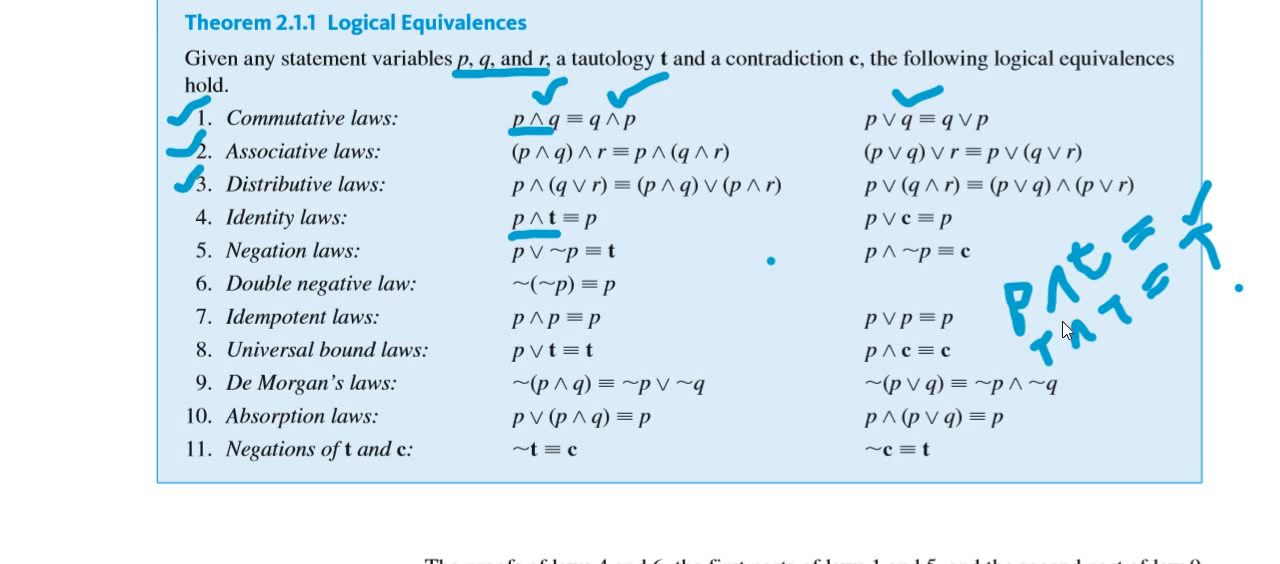 Theorem 2.1.1 Logical Equivalences
Given any statement variables p, q, and r, a tautology t and a contradiction c, the following logical equivalences
hold.
1. Commutative laws: p ∧ q ≡ q ∧ p p ∨ q ≡ q ∨ p
2. Associative laws: (p ∧ q) ∧ r ≡ p ∧ (q ∧ r) (p ∨ q) ∨ r ≡ p ∨ (q ∨ r)
3. Distributive laws: p ∧ (q ∨ r) ≡ (p ∧ q) ∨ (p ∧ r) p ∨ (q ∧ r) ≡ (p ∨ q) ∧ (p ∨ r)
4. Identity laws: p ∧ t ≡ p p ∨ c ≡ p
5. Negation laws: p ∨ ~p ≡ t p ∧ ~p ≡ c
6. Double negative law: ~(~p) ≡ p
7. Idempotent laws: p ∧ p ≡ p p ∨ p ≡ p
8. Universal bound laws: p ∨ t ≡ t p ∧ c ≡ c
9. De Morgan's laws: ~(p ∧ q) ≡ ~p ∨ ~q ~(p ∨ q) ≡ ~p ∧ ~q
10. Absorption laws: p ∨ (p ∧ q) ≡ p p ∧ (p ∨ q) ≡ p
11. Negations of t and c: ~t ≡ c ~c ≡ t
P ∧ t =
T ∧ T = T